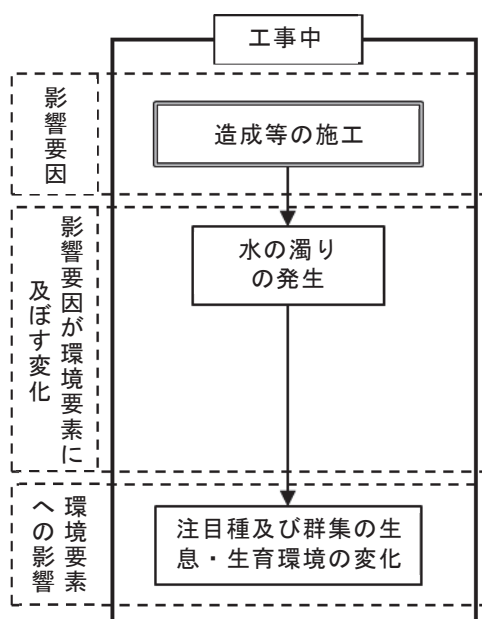 工事中
影響要因
造成等の施工
影響要因が環境要素に
及ぼす変化
水の濁り
の発生
環境要素
への影響
注目種及び群集の生
息・生育環境の変化